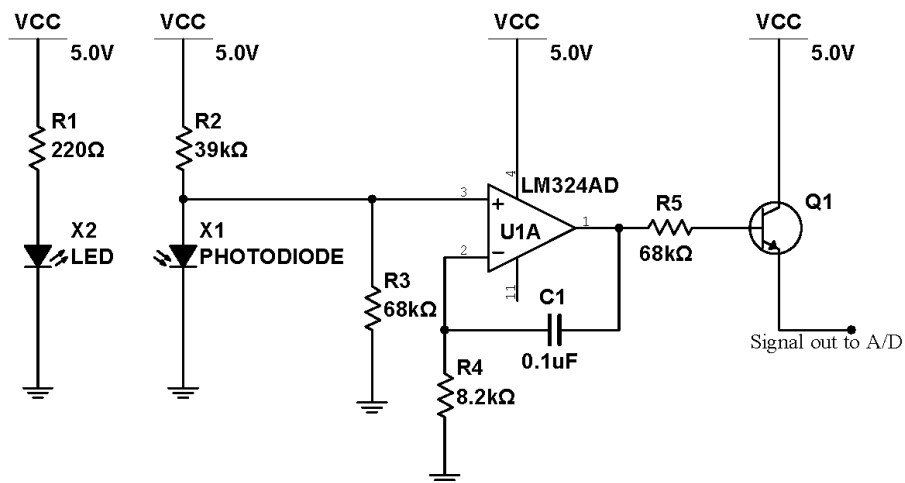 VCC
5.0V
VCC
5.0V
VCC
5.0V
VCC
5.0V
R1
220Ω
R2
39kΩ
X2
LED
X1
PHOTODIODE
R3
68kΩ
3
2
4
11
1
LM324AD
U1A
+
−
C1
0.1uF
R4
8.2kΩ
R5
68kΩ
Q1
Signal out to A/D